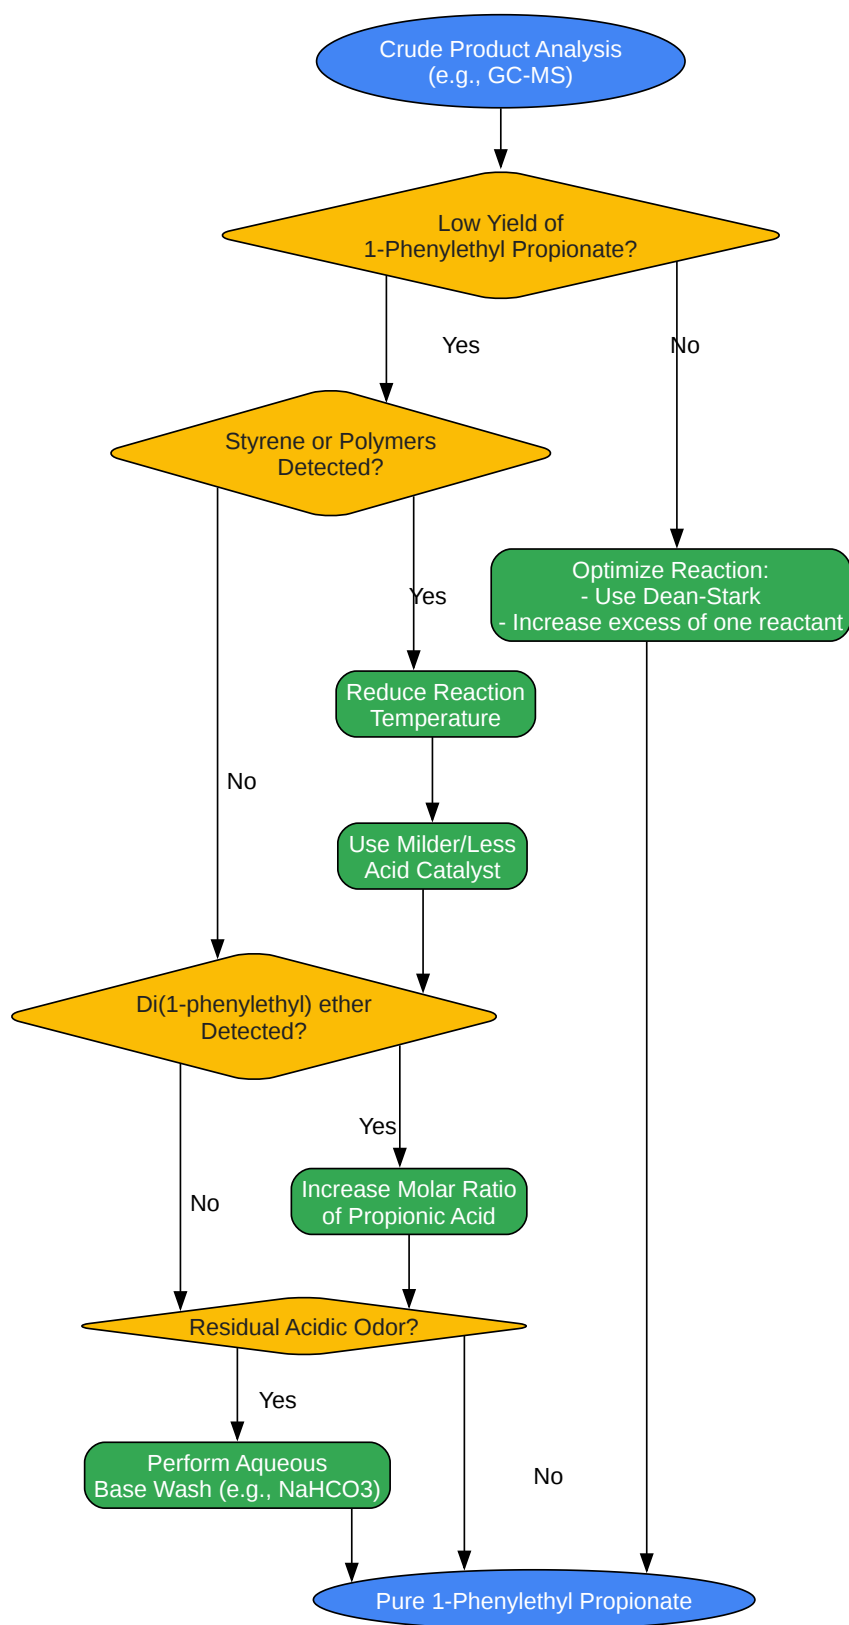 Crude Product Analysis
(e.g., GC-MS)
Low Yield of
1-Phenylethyl Propionate?
Yes
No
Styrene or Polymers
Detected?
Optimize Reaction:
- Use Dean-Stark
- Increase excess of one reactant
Yes
Reduce Reaction
Temperature
No
Use Milder/Less
Acid Catalyst
Di(1-phenylethyl) ether
Detected?
Yes
Increase Molar Ratio
of Propionic Acid
No
Residual Acidic Odor?
Yes
Perform Aqueous
Base Wash (e.g., NaHCO3)
No
Pure 1-Phenylethyl Propionate